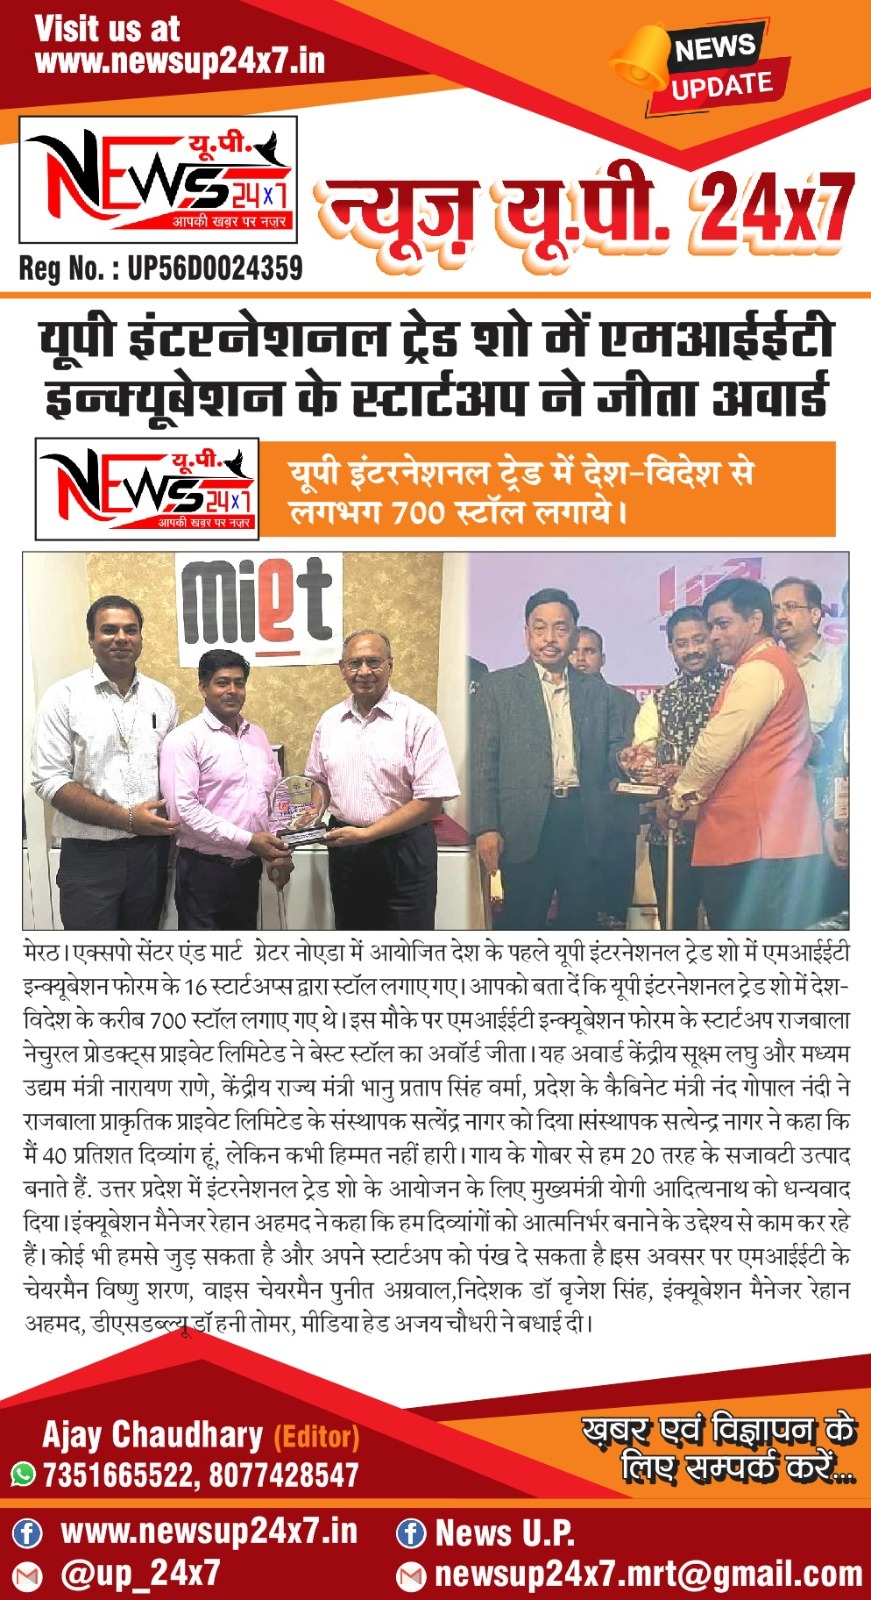 Visit us at
www.newsup24x7.in
NEWS
UPDATE
NEWS यू.पी.
24x7
आपकी खबर पर नज़र
Reg No. : UP56D0024359
न्यूज़ यू.पी. 24x7
यूपी इंटरनेशनल ट्रेड शो में एमआईईटी
इन्क्यूबेशन के स्टार्टअप ने जीता अवार्ड
NEWS यू.पी.
24x7
आपकी खबर पर नज़र
यूपी इंटरनेशनल ट्रेड में देश-विदेश से
लगभग 700 स्टॉल लगाये।
miet
मेरठ। एक्सपो सेंटर एंड मार्ट ग्रेटर नोएडा में आयोजित देश के पहले यूपी इंटरनेशनल ट्रेड शो में एमआईईटी
इन्क्यूबेशन फोरम के 16 स्टार्टअप्स द्वारा स्टॉल लगाए गए। आपको बता दें कि यूपी इंटरनेशनल ट्रेड शो में देश-
विदेश के करीब 700 स्टॉल लगाए गए थे। इस मौके पर एमआईईटी इन्क्यूबेशन फोरम के स्टार्टअप राजबाला
नेचुरल प्रोडक्ट्स प्राइवेट लिमिटेड ने बेस्ट स्टॉल का अवॉर्ड जीता। यह अवार्ड केंद्रीय सूक्ष्म लघु और मध्यम
उद्यम मंत्री नारायण राणे, केंद्रीय राज्य मंत्री भानु प्रताप सिंह वर्मा, प्रदेश के कैबिनेट मंत्री नंद गोपाल नंदी ने
राजबाला प्राकृतिक प्राइवेट लिमिटेड के संस्थापक सत्येंद्र नागर को दिया।संस्थापक सत्येन्द्र नागर ने कहा कि
मैं 40 प्रतिशत दिव्यांग हूं, लेकिन कभी हिम्मत नहीं हारी। गाय के गोबर से हम 20 तरह के सजावटी उत्पाद
बनाते हैं. उत्तर प्रदेश में इंटरनेशनल ट्रेड शो के आयोजन के लिए मुख्यमंत्री योगी आदित्यनाथ को धन्यवाद
दिया। इंक्यूबेशन मैनेजर रेहान अहमद ने कहा कि हम दिव्यांगों को आत्मनिर्भर बनाने के उद्देश्य से काम कर रहे
हैं। कोई भी हमसे जुड़ सकता है और अपने स्टार्टअप को पंख दे सकता है।इस अवसर पर एमआईईटी के
चेयरमैन विष्णु शरण, वाइस चेयरमैन पुनीत अग्रवाल,निदेशक डॉ बृजेश सिंह, इंक्यूबेशन मैनेजर रेहान
अहमद, डीएसडब्ल्यू डॉ हनी तोमर, मीडिया हेड अजय चौधरी ने बधाई दी।
Ajay Chaudhary (Editor)
7351665522, 8077428547
ख़बर एवं विज्ञापन के
लिए सम्पर्क करें...
www.newsup24x7.in
News U.P.
@up_24x7
newsup24x7.mrt@gmail.com